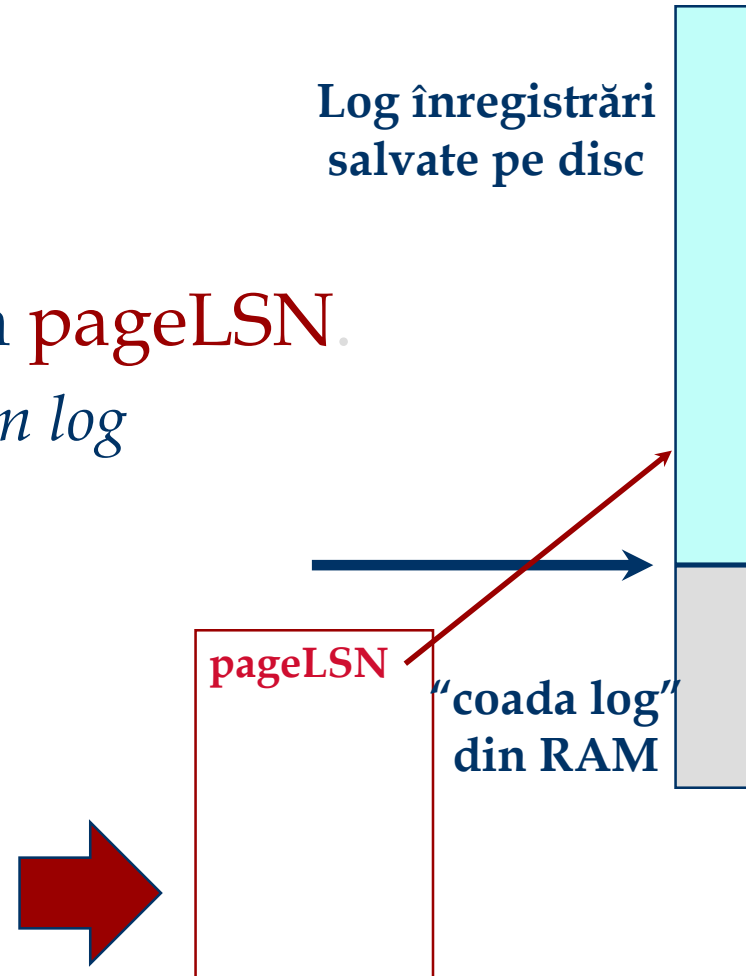 Log înregistrări
salvate pe disc
pageLSN.
n log
pageLSN
“coada log”
din RAM